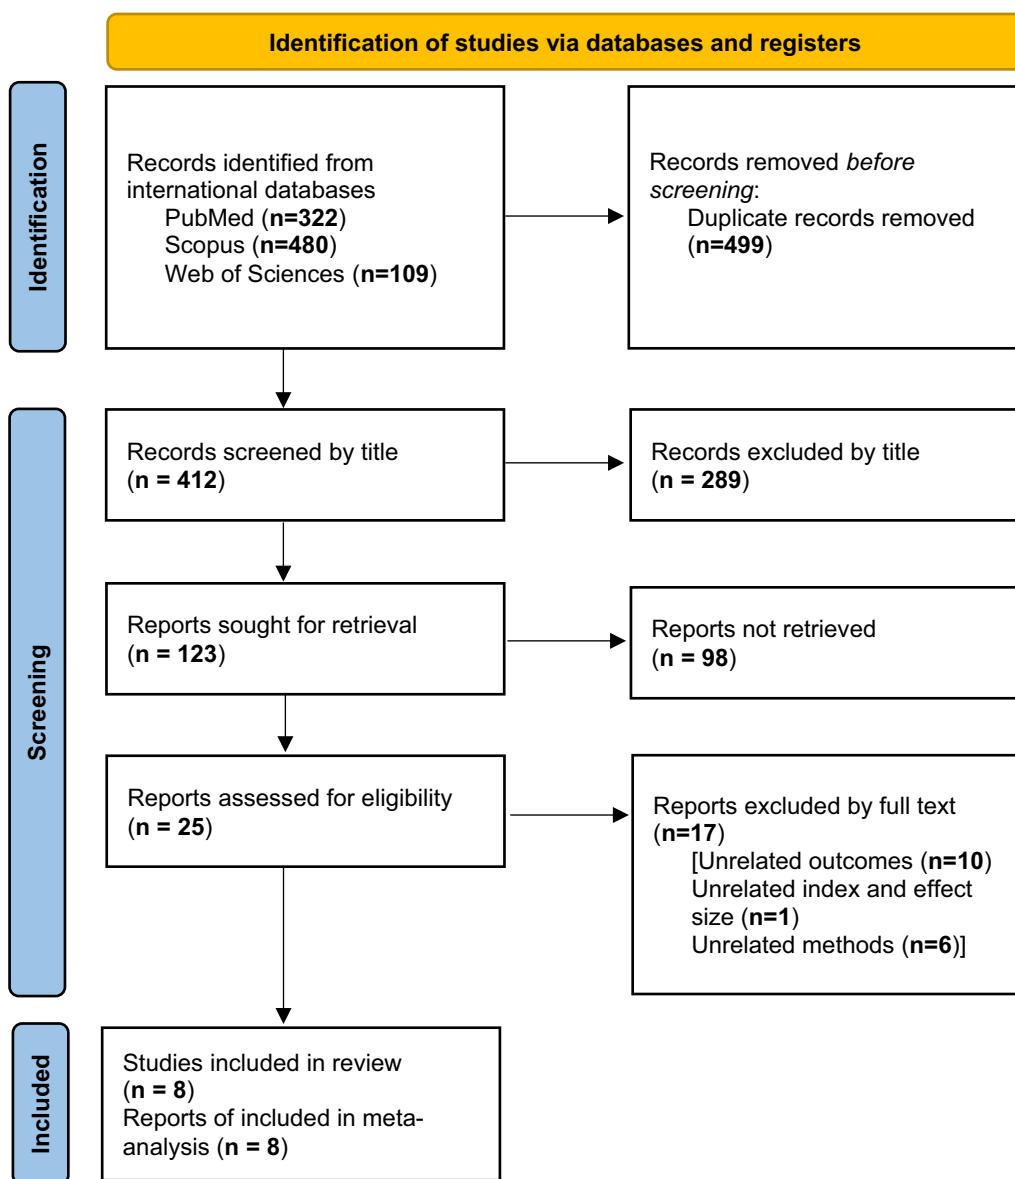 Identification of studies via databases and registers
Identification
Records identified from
international databases
PubMed (n=322)
Scopus (n=480)
Web of Sciences (n=109)
Records removed before
screening:
Duplicate records removed
(n=499)
Screening
Records screened by title
(n = 412)
Records excluded by title
(n = 289)
Reports sought for retrieval
(n = 123)
Reports not retrieved
(n = 98)
Reports assessed for eligibility
(n = 25)
Reports excluded by full text
(n=17)
[Unrelated outcomes (n=10)
Unrelated index and effect
size (n=1)
Unrelated methods (n=6)]
Included
Studies included in review
(n = 8)
Reports of included in meta-
analysis (n = 8)